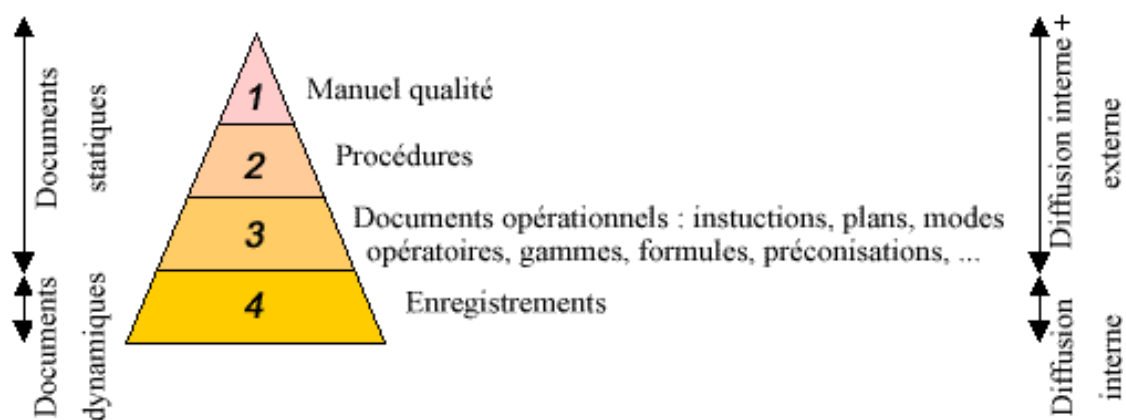 Documents
statiques
1
Manuel qualité
2
Procédures
3
Documents opérationnels : instuctions, plans, modes
opératoires, gammes, formules, préconisations, ...
4
Enregistrements
Documents
dynamiques
Diffusion interne +
externe
Diffusion
interne